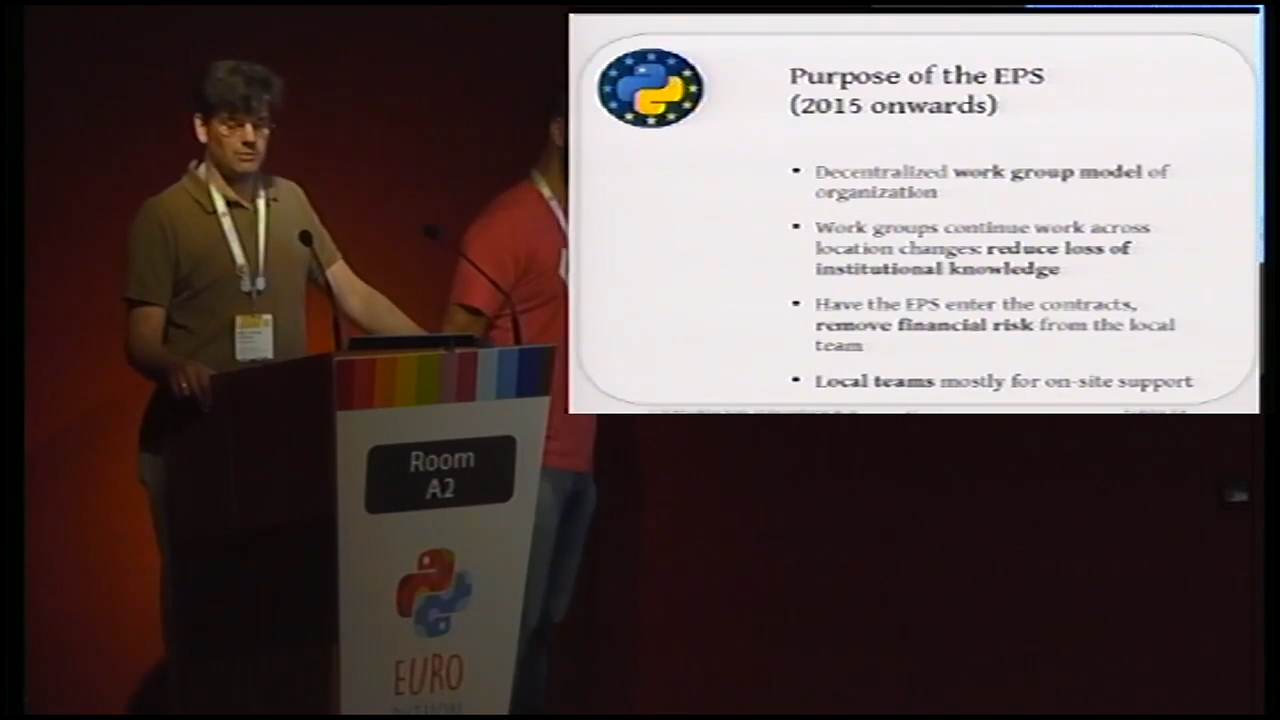 Purpose of the EPS
(2015 onwards)
• Decentralized work group model of
organization
• Work groups continue work across
location changes: reduce loss of
institutional knowledge
• Have the EPS enter the contracts,
remove financial risk from the local
team
• Local teams mostly for on-site support
Room
A2
EURO
PYTHON